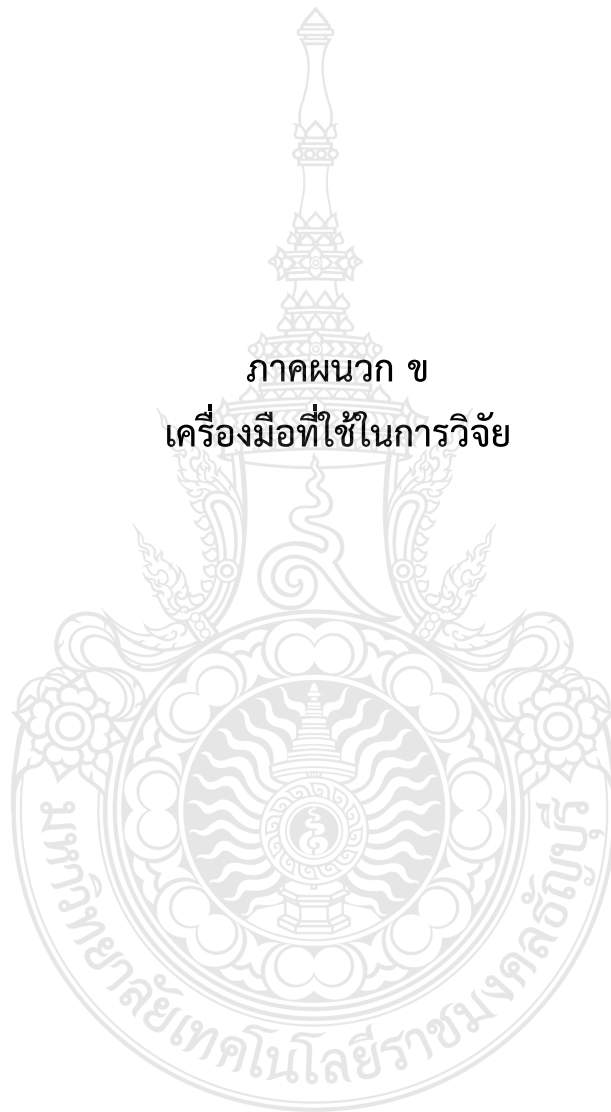 ภาคผนวก ข
เครื่องมือที่ใช้ในการวิจัย
มหาวิทยาลัยเทคโนโลยีราชมงคลธัญบุรี